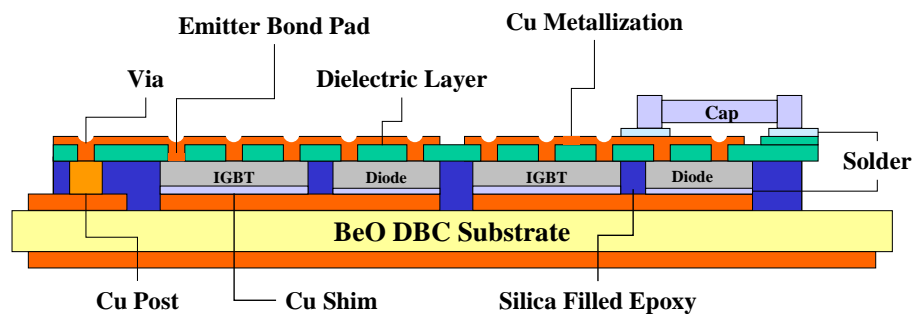 Emitter Bond Pad
Cu Metallization
Via
Dielectric Layer
Cap
Solder
IGBT
Diode
IGBT
Diode
BeO DBC Substrate
Cu Post
Cu Shim
Silica Filled Epoxy